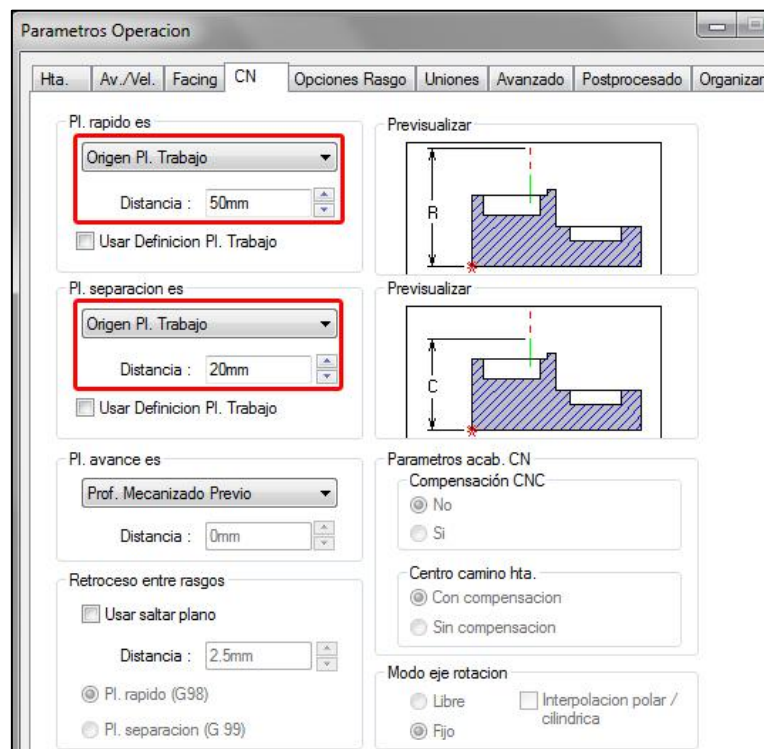 Parametros Operacion
Hta. Av./Vel. Facing CN Opciones Rasgo Uniones Avanzado Postprocesado Organizar
Pl. rapido es
Origen Pl. Trabajo
Distancia : 50mm
Usar Definicion Pl. Trabajo
Previsualizar
R
Pl. separacion es
Origen Pl. Trabajo
Distancia : 20mm
Usar Definicion Pl. Trabajo
Previsualizar
C
Pl. avance es
Prof. Mecanizado Previo
Distancia : 0mm
Retroceso entre rasgos
Usar saltar plano
Distancia : 2.5mm
Pl. rapido (G98)
Pl. separacion (G 99)
Parametros acab. CN
Compensación CNC
No
Si
Centro camino hta.
Con compensacion
Sin compensacion
Modo eje rotacion
Libre
Fijo
Interpolacion polar /
cilindrica